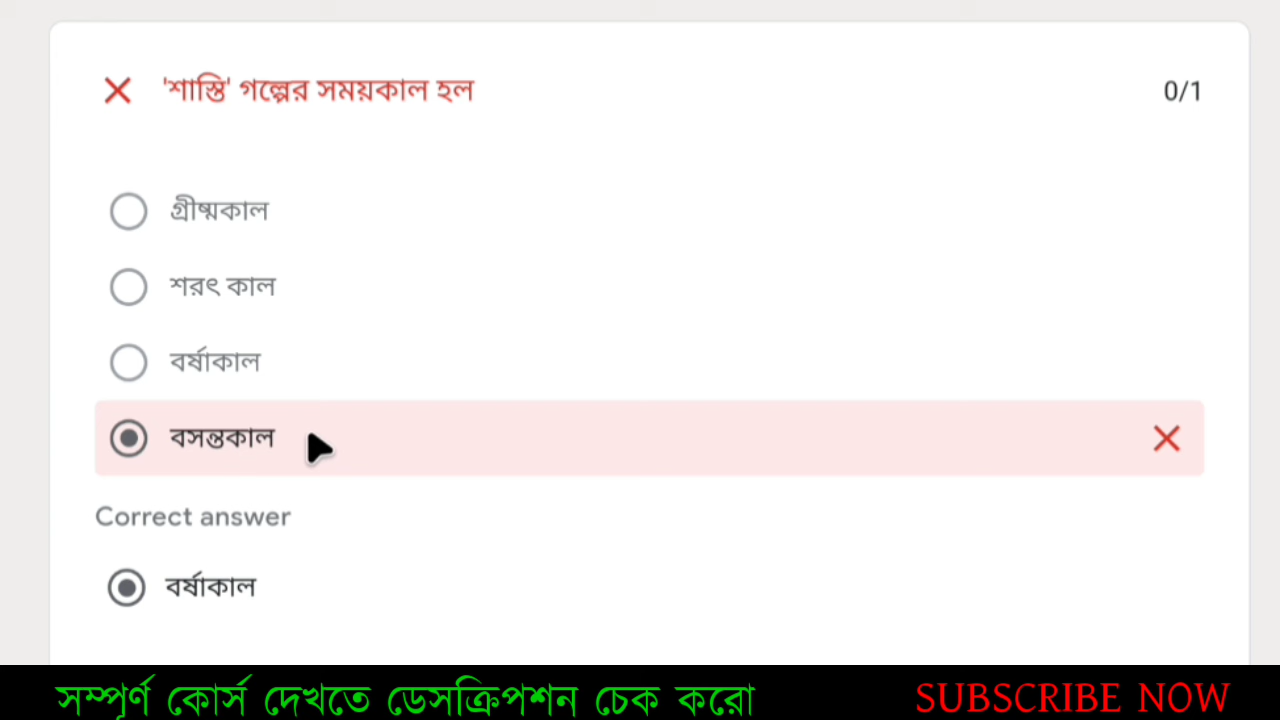 'শাস্তি' গল্পের সময়কাল হল 0/1
গ্রীষ্মকাল
শরৎ কাল
বর্ষাকাল
বসন্তকাল
Correct answer
বর্ষাকাল
সম্পূর্ণ কোর্স দেখতে ডেসক্রিপশন চেক করো SUBSCRIBE NOW